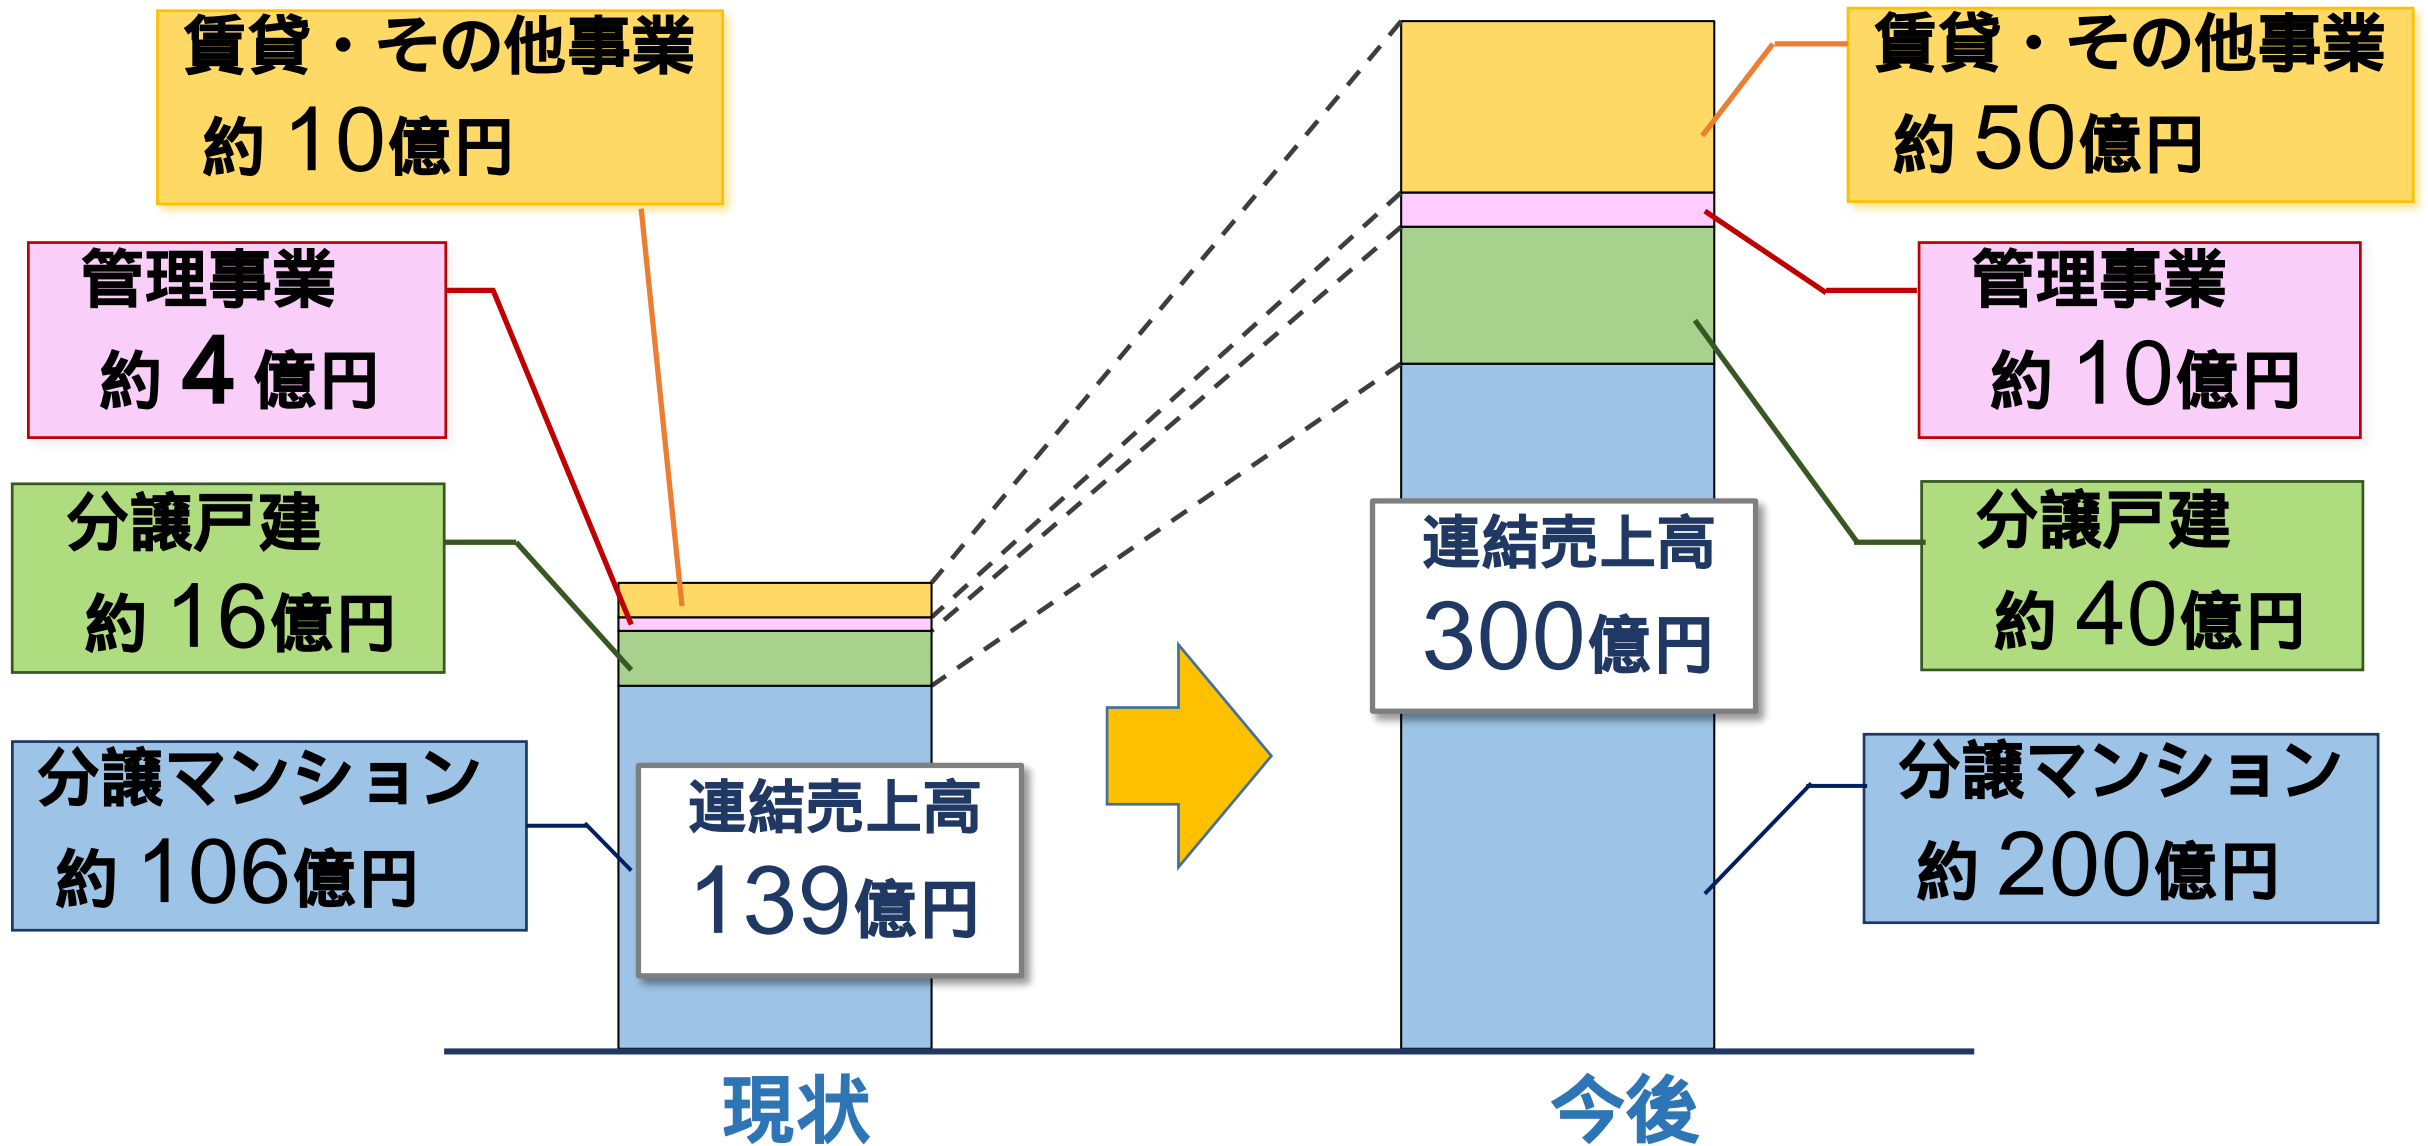 賃貸・その他事業
約 10億円
管理事業
約 4 億円
分譲戸建
約 16億円
分譲マンション
約 106億円
連結売上高
139億円
現状
賃貸・その他事業
約 50億円
管理事業
約 10億円
分譲戸建
約 40億円
分譲マンション
約 200億円
連結売上高
300億円
今後